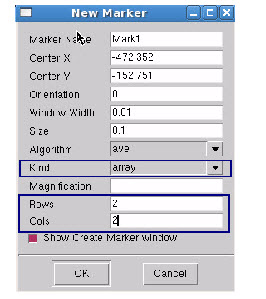 New Marker
Marker Name Mark1
Center X -472.352
Center Y -152.751
Orientation 0
Window Width 0.01
Size 0.1
Algorithm ave
Kind array
Magnification
Rows 2
Cols 2
Show Create Marker window
OK Cancel